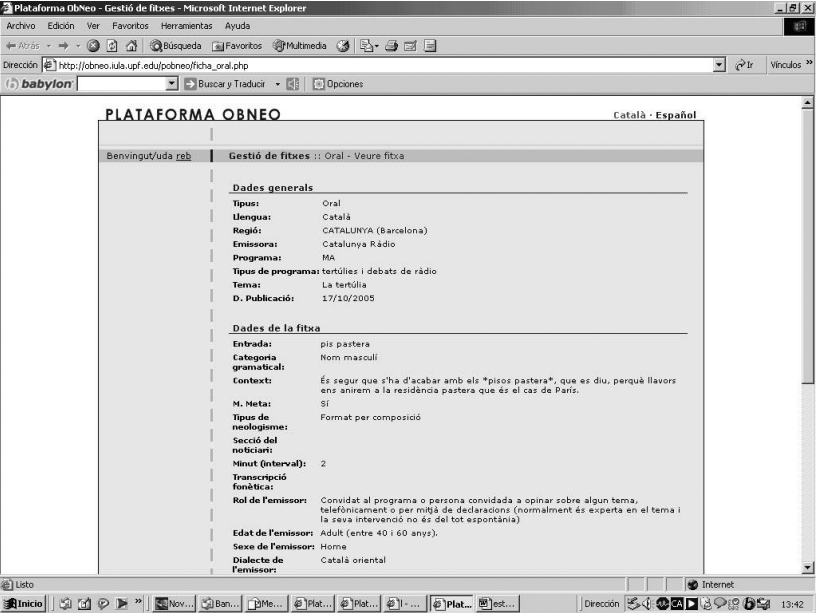 Plataforma ObNeo - Gestió de fitxes - Microsoft Internet Explorer
Archivo Edición Ver Favoritos Herramientas Ayuda
Atrás Búsqueda Favoritos Multimedia
Dirección http://obneo.iula.upf.edu/pobneo/ficha_oral.php Ir Vínculos »
babylon Buscar y Traducir Opciones
PLATAFORMA OBNEO Català · Español
Benvingut/uda reb Gestió de fitxes :: Oral - Veure fitxa
Dades generals
Tipus: Oral
Llengua: Català
Regió: CATALUNYA (Barcelona)
Emissora: Catalunya Ràdio
Programa: MA
Tipus de programa: tertúlies i debats de ràdio
Tema: La tertúlia
D. Publicació: 17/10/2005
Dades de la fitxa
Entrada: pis pastera
Categoria gramatical: Nom masculí
Context: És segur que s'ha d'acabar amb els *pisos pastera*, que es diu, perquè llavors
ens anirem a la residència pastera que és el cas de París.
M. Meta: Sí
Tipus de neologisme: Format per composició
Secció del noticiari:
Minut (interval): 2
Transcripció fonètica:
Rol de l'emissor: Convidat al programa o persona convidada a opinar sobre algun tema,
telefònicament o per mitjà de declaracions (normalment és experta en el tema i
la seva intervenció no és del tot espontània)
Edat de l'emissor: Adult (entre 40 i 60 anys).
Sexe de l'emissor: Home
Dialecte de l'emissor: Català oriental
Listo Internet
Inicio » Nov... Ban... Me... Plat... Plat... I - ... Plat... est... Dirección CA 13:42